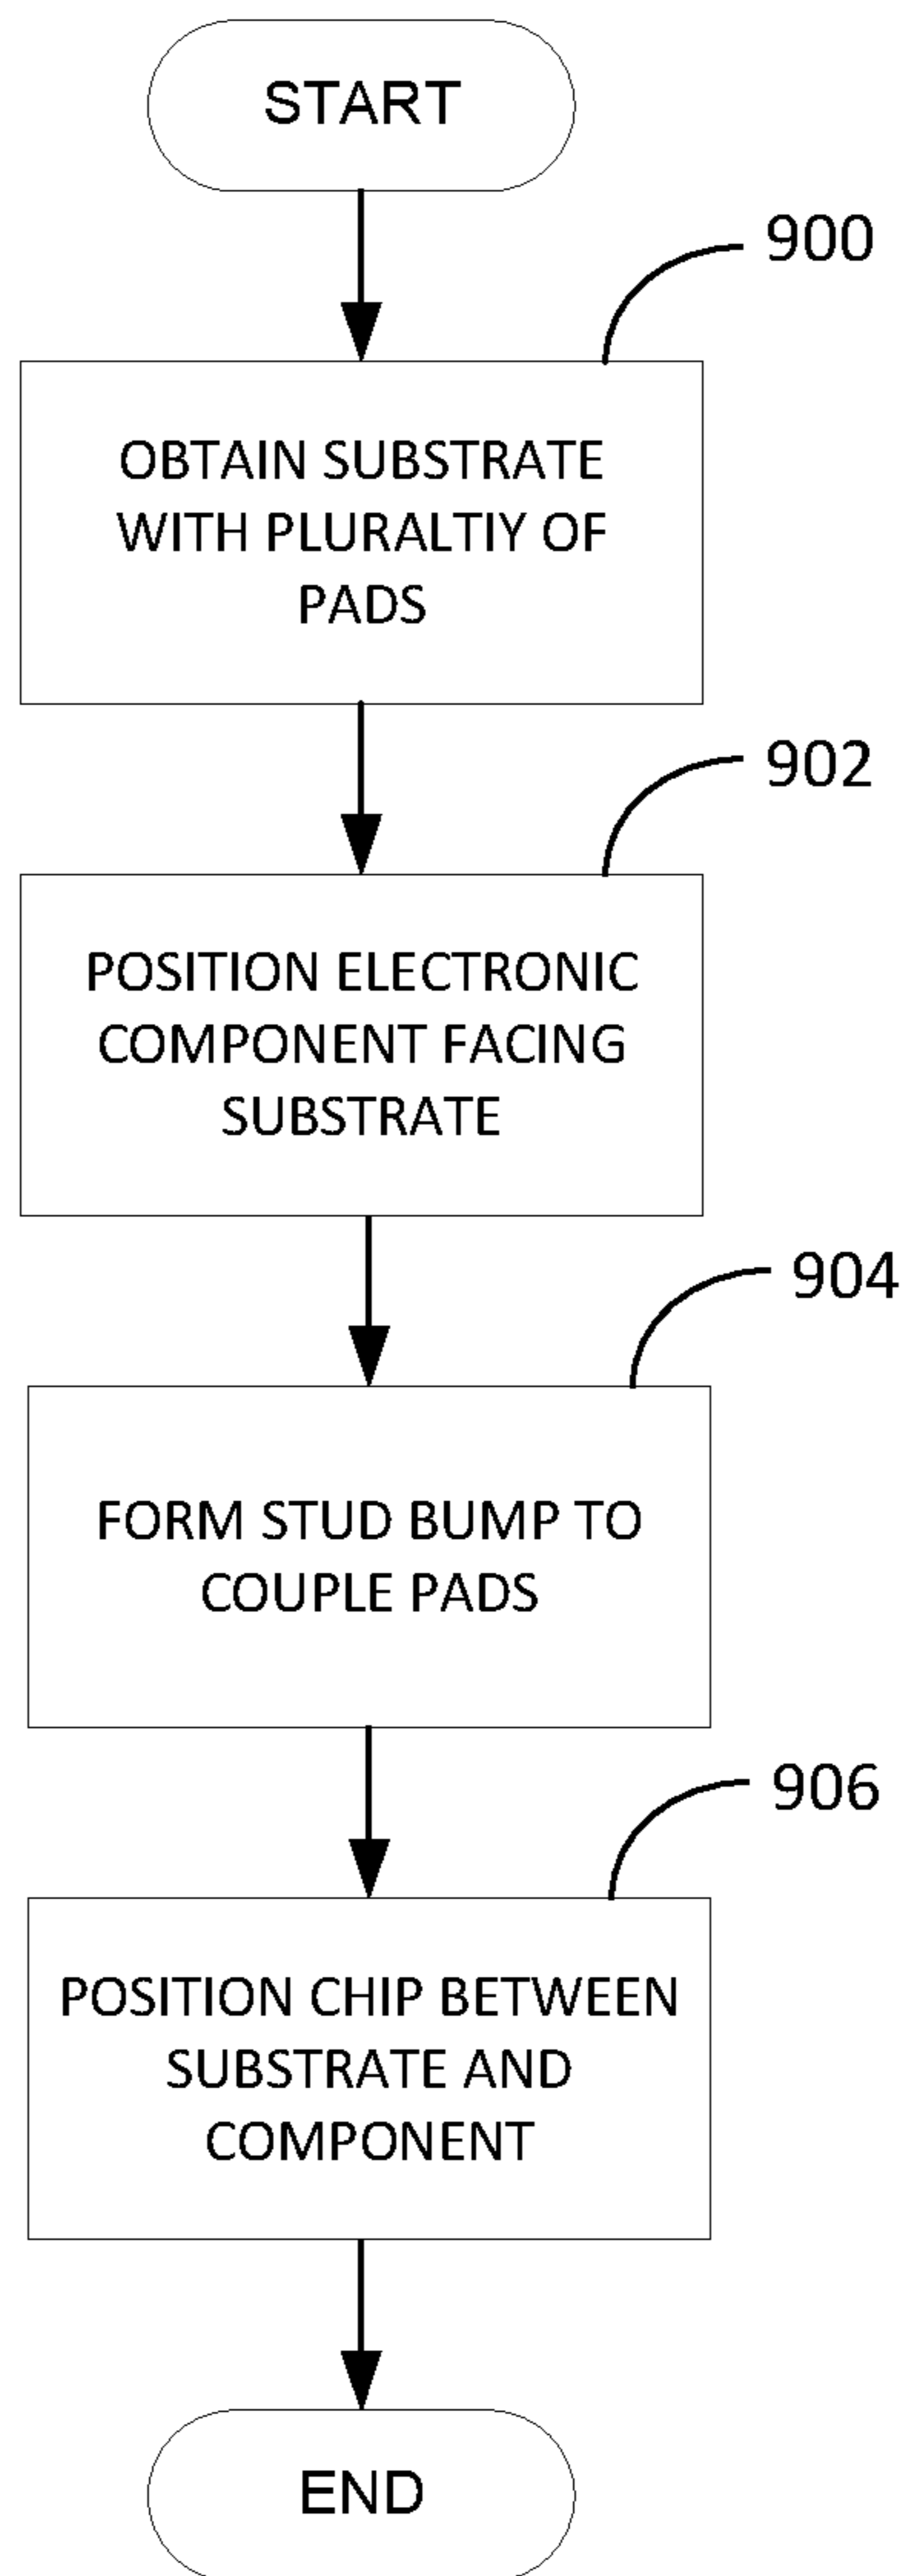 START
900
OBTAIN SUBSTRATE
WITH PLURALTIY OF
PADS
902
POSITION ELECTRONIC
COMPONENT FACING
SUBSTRATE
904
FORM STUD BUMP TO
COUPLE PADS
906
POSITION CHIP BETWEEN
SUBSTRATE AND
COMPONENT
END